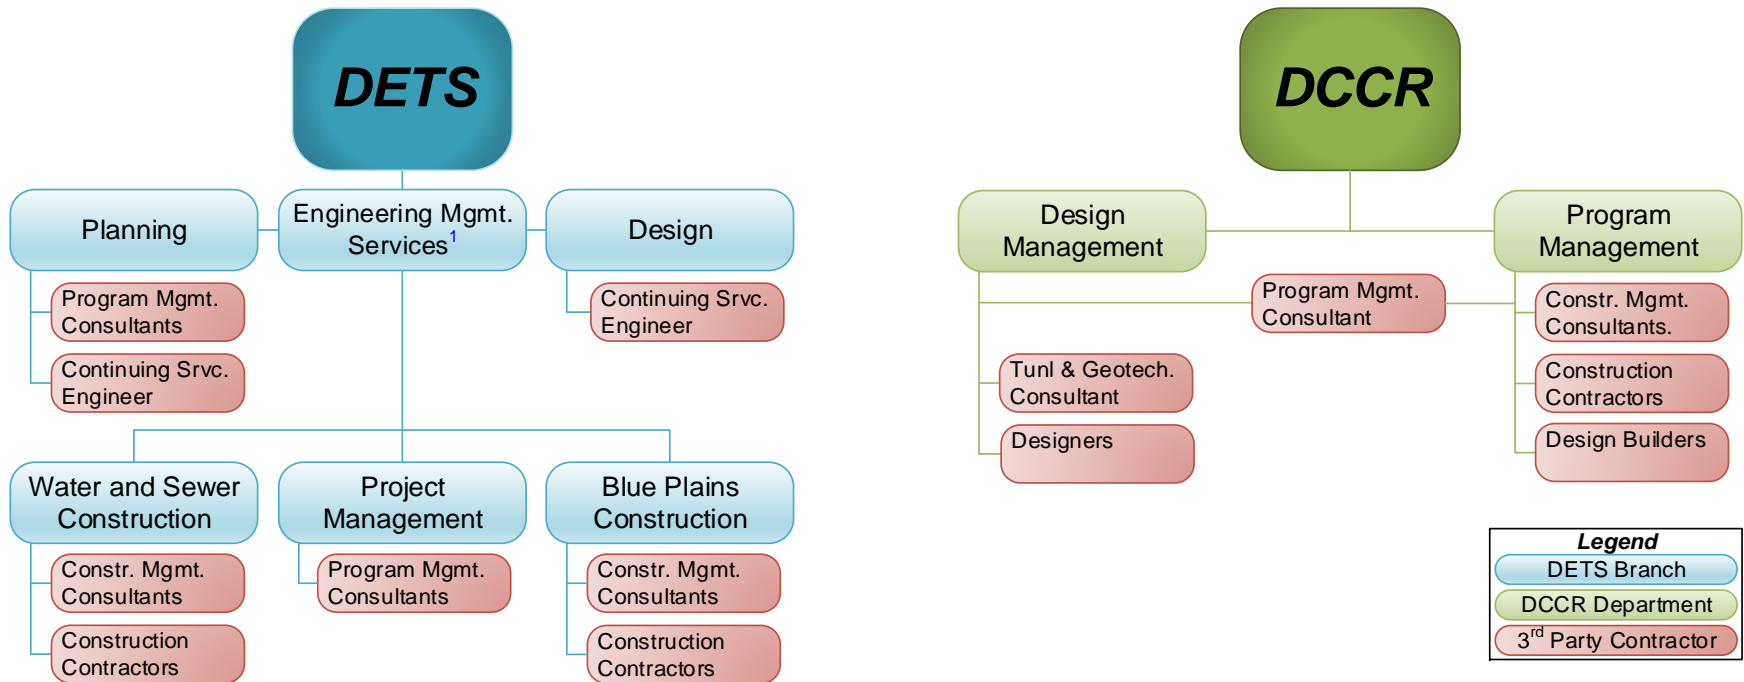 DETS
Planning
Engineering Mgmt.
Services1
Design
Program Mgmt.
Consultants
Continuing Srvc.
Engineer
Continuing Srvc.
Engineer
Water and Sewer
Construction
Project
Management
Blue Plains
Construction
Constr. Mgmt.
Consultants
Construction
Contractors
Program Mgmt.
Consultants
Constr. Mgmt.
Consultants
Construction
Contractors
DCCR
Design
Management
Program
Management
Program Mgmt.
Consultant
Tunl & Geotech.
Consultant
Designers
Constr. Mgmt.
Consultants.
Construction
Contractors
Design Builders
Legend
DETS Branch
DCCR Department
3rd Party Contractor